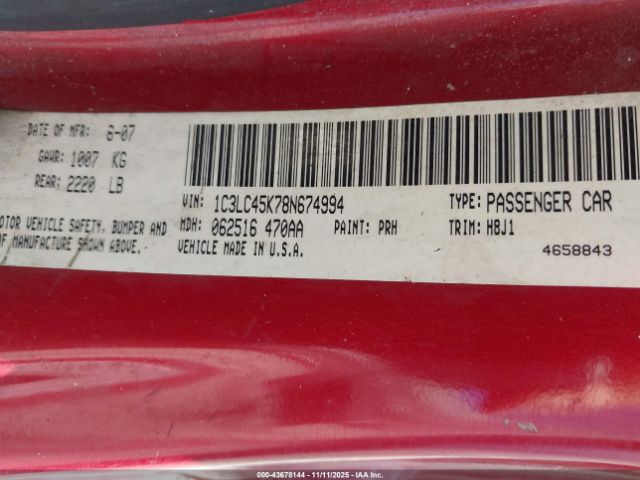 DATE OF MFR: 6-07
GAWR: 1007 KG
REAR: 2220 LB
OTOR VEHICLE SAFETY, BUMPER AND
OF MANUFACTURE SHOWN ABOVE.
VIN: 1C3LC45K78N674994 TYPE: PASSENGER CAR
MDH: 062516 470AA PAINT: PRH TRIM: H8J1
VEHICLE MADE IN U.S.A. 4658843
000-43678144 - 11/11/2025 - IAA Inc.